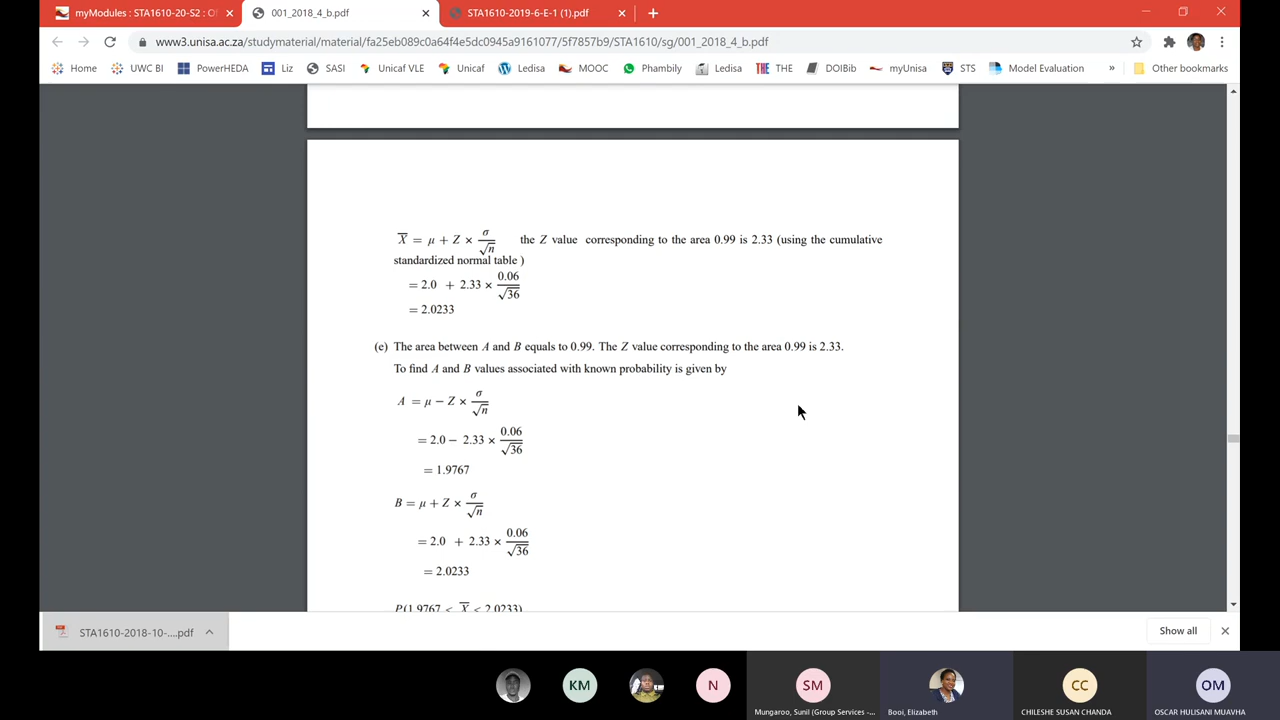 myModules : STA1610-20-S2 : Of
001_2018_4_b.pdf
STA1610-2019-6-E-1 (1).pdf
www3.unisa.ac.za/studymaterial/material/fa25eb089c0a64f4e5dc0945a9161077/5f7857b9/STA1610/sg/001_2018_4_b.pdf
Home UWC BI PowerHEDA Liz SASI Unicaf VLE Unicaf Ledisa MOOC Phambily Ledisa THE DOIBib myUnisa STS Model Evaluation » Other bookmarks
X̅ = μ + Z × σ/√n the Z value corresponding to the area 0.99 is 2.33 (using the cumulative
standardized normal table )
= 2.0 + 2.33 × 0.06/√36
= 2.0233
(e) The area between A and B equals to 0.99. The Z value corresponding to the area 0.99 is 2.33.
To find A and B values associated with known probability is given by
A = μ − Z × σ/√n
= 2.0 − 2.33 × 0.06/√36
= 1.9767
B = μ + Z × σ/√n
= 2.0 + 2.33 × 0.06/√36
= 2.0233
P(1.9767 < X̅ < 2.0233)
STA1610-2018-10-....pdf
Show all
KM
N
SM
CC
OM
Mungaroo, Sunil (Group Services -...
Booi, Elizabeth
CHILESHE SUSAN CHANDA
OSCAR HULISANI MUAVHA